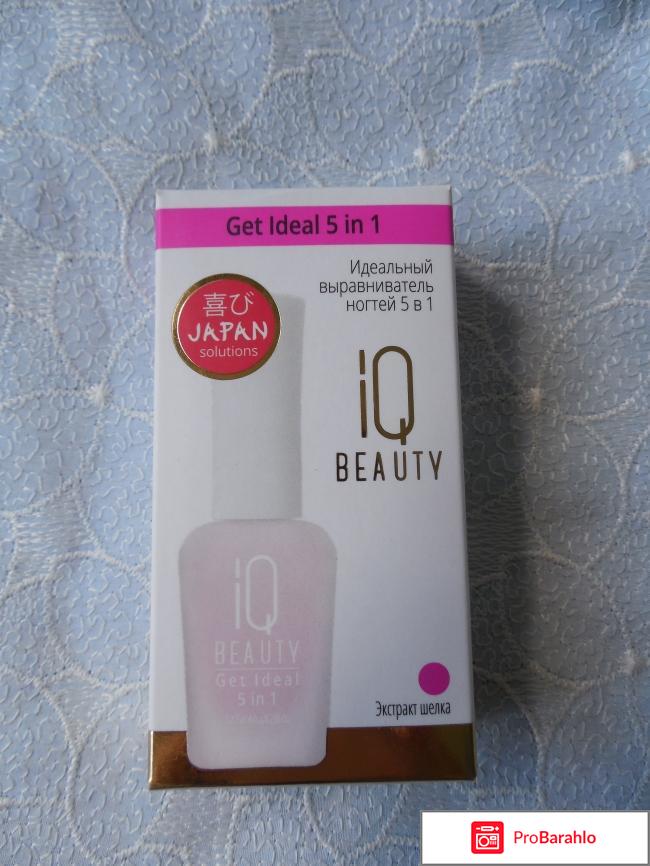 Get Ideal 5 in 1
Идеальный
выравниватель
ногтей 5 в 1
喜び
JAPAN
solutions
iQ
BEAUTY
iQ
BEAUTY
Get Ideal
5 in 1
Экстракт шелка
ProBarahlo